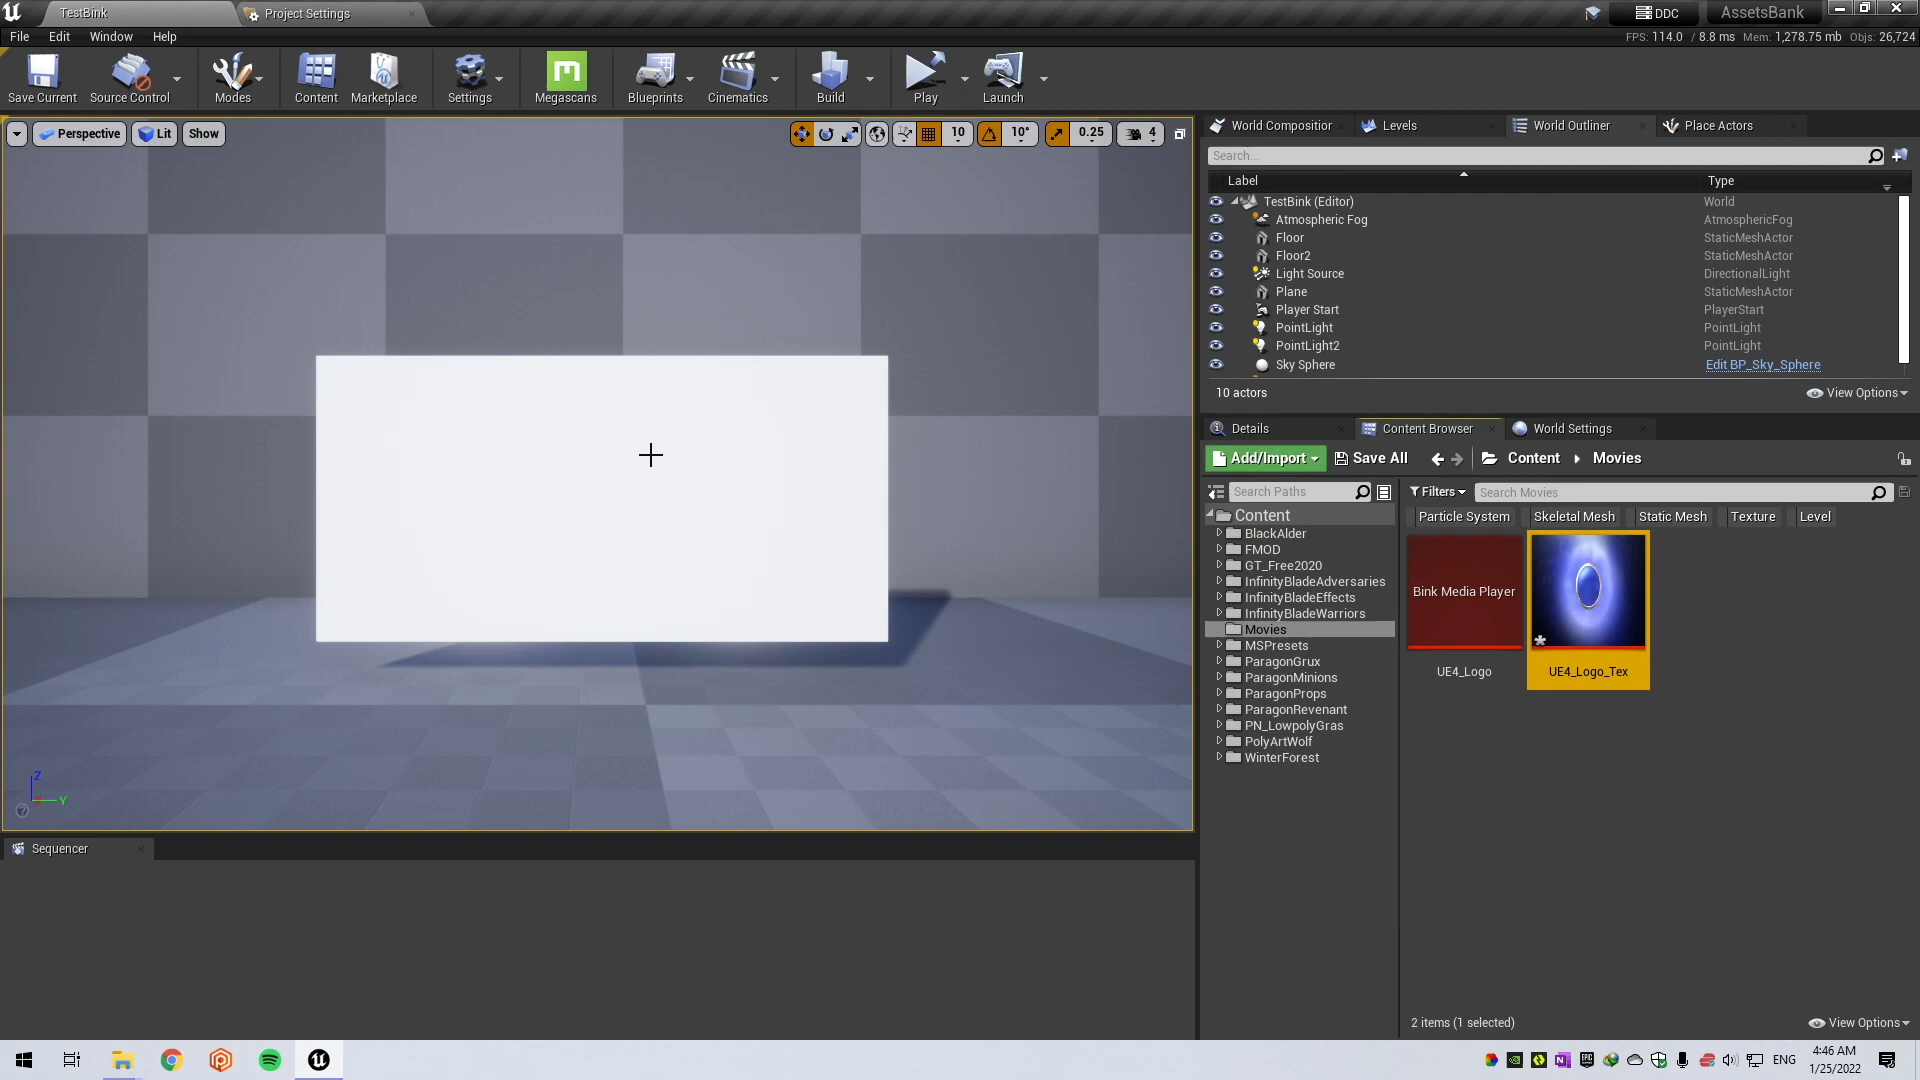 TestBink
Project Settings
DDC
AssetsBank
File Edit Window Help
FPS: 114.0 / 8.8 ms Mem: 1,278.75 mb Objs: 26,724
Save Current
Source Control
Modes
Content
Marketplace
Settings
Megascans
Blueprints
Cinematics
Build
Play
Launch
Perspective
Lit
Show
10
10°
0.25
4
World Composition
Levels
World Outliner
Place Actors
Search...
Label Type
TestBink (Editor) World
Atmospheric Fog AtmosphericFog
Floor StaticMeshActor
Floor2 StaticMeshActor
Light Source DirectionalLight
Plane StaticMeshActor
Player Start PlayerStart
PointLight PointLight
PointLight2 PointLight
Sky Sphere Edit BP_Sky_Sphere
10 actors
View Options
Details
Content Browser
World Settings
Add/Import
Save All
Content
Movies
Search Paths
Filters
Search Movies
Particle System
Skeletal Mesh
Static Mesh
Texture
Level
Content
BlackAlder
FMOD
GT_Free2020
InfinityBladeAdversaries
InfinityBladeEffects
InfinityBladeWarriors
Movies
MSPresets
ParagonGrux
ParagonMinions
ParagonProps
ParagonRevenant
PN_LowpolyGras
PolyArtWolf
WinterForest
Bink Media Player
UE4_Logo
UE4_Logo_Tex
2 items (1 selected)
View Options
Z
Y
Sequencer
ENG
4:46 AM
1/25/2022